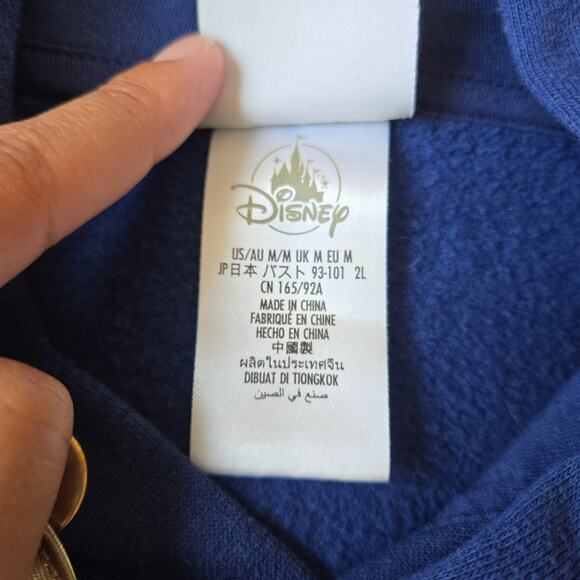 Disney
US/AU M/M UK M EU M
JP日本 バスト 93-101 2L
CN 165/92A
MADE IN CHINA
FABRIQUÉ EN CHINE
HECHO EN CHINA
中國製
ผลิตในประเทศจีน
DIBUAT DI TIONGKOK
صنع في الصين